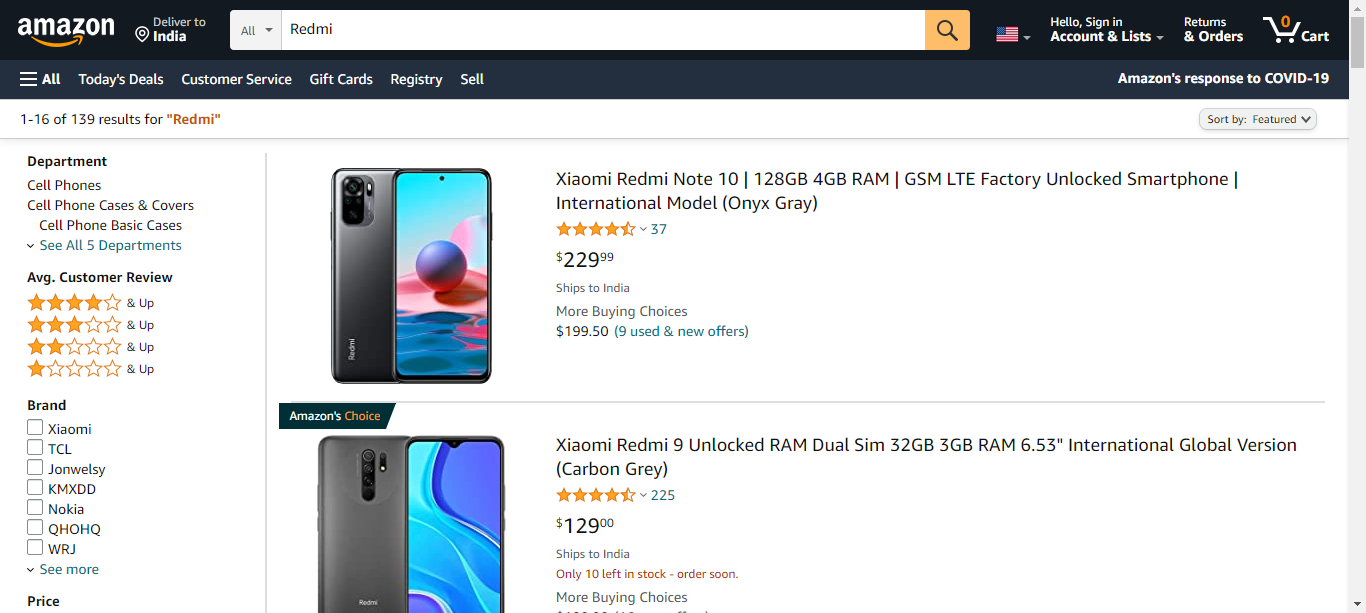 amazon
Deliver to
India
All
Redmi
Hello, Sign in
Account & Lists
Returns
& Orders
0
Cart
All
Today's Deals
Customer Service
Gift Cards
Registry
Sell
Amazon's response to COVID-19
1-16 of 139 results for "Redmi"
Sort by: Featured
Department
Cell Phones
Cell Phone Cases & Covers
Cell Phone Basic Cases
See All 5 Departments
Avg. Customer Review
& Up
& Up
& Up
& Up
Brand
Xiaomi
TCL
Jonwelsy
KMXDD
Nokia
QHOHQ
WRJ
See more
Price
Redmi
Xiaomi Redmi Note 10 | 128GB 4GB RAM | GSM LTE Factory Unlocked Smartphone |
International Model (Onyx Gray)
37
$22999
Ships to India
More Buying Choices
$199.50 (9 used & new offers)
Amazon's Choice
Redmi
Xiaomi Redmi 9 Unlocked RAM Dual Sim 32GB 3GB RAM 6.53" International Global Version
(Carbon Grey)
225
$12900
Ships to India
Only 10 left in stock - order soon.
More Buying Choices